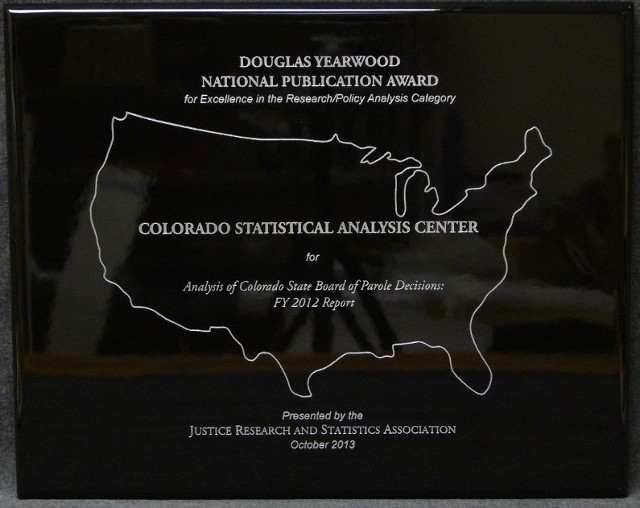 DOUGLAS YEARWOOD
NATIONAL PUBLICATION AWARD
for Excellence in the Research/Policy Analysis Category
COLORADO STATISTICAL ANALYSIS CENTER
for
Analysis of Colorado State Board of Parole Decisions:
FY 2012 Report
Presented by the
JUSTICE RESEARCH AND STATISTICS ASSOCIATION
October 2013